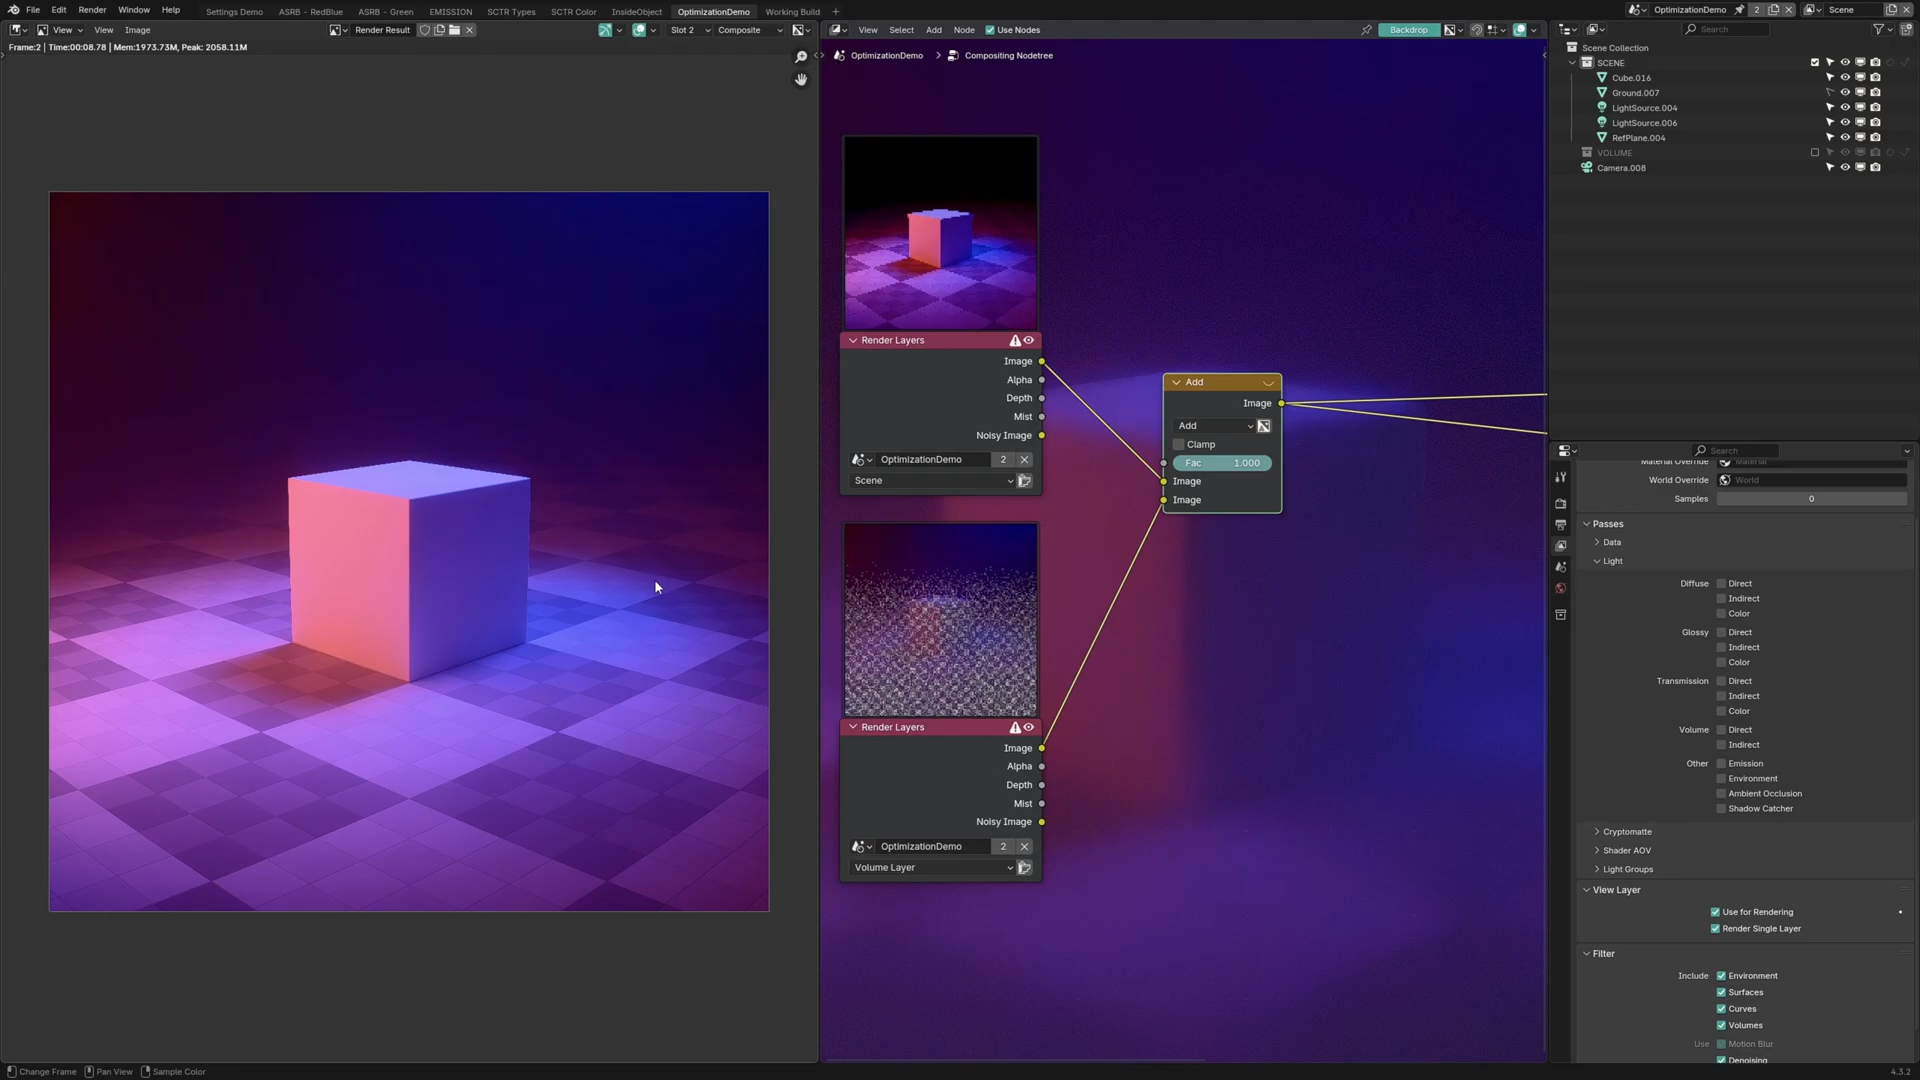 File Edit Render Window Help Settings Demo ASRB - RedBlue ASRB - Green EMISSION SCTR Types SCTR Color InsideObject OptimizationDemo Working Build + OptimizationDemo 2 Scene
View View Image Render Result Slot 2 Composite
View Select Add Node Use Nodes Backdrop
Search
Frame:2 | Time:00:08.78 | Mem:1973.73M, Peak: 2058.11M
OptimizationDemo > Compositing Nodetree
Render Layers
Image
Alpha
Depth
Mist
Noisy Image
OptimizationDemo 2
Scene
Add
Image
Add
Clamp
Fac 1.000
Image
Image
Render Layers
Image
Alpha
Depth
Mist
Noisy Image
OptimizationDemo 2
Volume Layer
Scene Collection
SCENE
Cube.016
Ground.007
LightSource.004
LightSource.006
RefPlane.004
VOLUME
Camera.008
Search
Material Override Material
World Override World
Samples 0
Passes
Data
Light
Diffuse Direct
Indirect
Color
Glossy Direct
Indirect
Color
Transmission Direct
Indirect
Color
Volume Direct
Indirect
Other Emission
Environment
Ambient Occlusion
Shadow Catcher
Cryptomatte
Shader AOV
Light Groups
View Layer
Use for Rendering
Render Single Layer
Filter
Include Environment
Surfaces
Curves
Volumes
Use Motion Blur
Denoising
Change Frame Pan View Sample Color
4.3.2